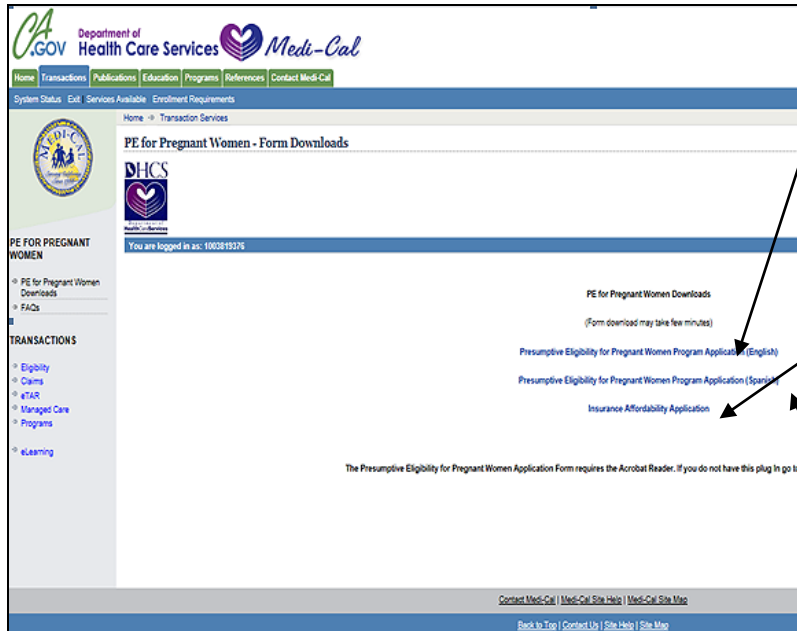 CA
.GOV
Department of
Health Care Services
Medi-Cal
Home Transactions Publications Education Programs References Contact Medi-Cal
System Status Exit Services Available Enrollment Requirements
Home Transaction Services
MEDI-CAL
PE for Pregnant Women - Form Downloads
DHCS
Department of
HealthCareServices
You are logged in as: 1003819376
PE FOR PREGNANT
WOMEN
PE for Pregnant Women
Downloads
FAQs
TRANSACTIONS
Eligibility
Claims
eTAR
Managed Care
Programs
eLearning
PE for Pregnant Women Downloads
(Form download may take few minutes)
Presumptive Eligibility for Pregnant Women Program Application (English)
Presumptive Eligibility for Pregnant Women Program Application (Spanish)
Insurance Affordability Application
The Presumptive Eligibility for Pregnant Women Application Form requires the Acrobat Reader. If you do not have this plug In go to
Contact Medi-Cal | Medi-Cal Site Help | Medi-Cal Site Map
Back to Top | Contact Us | Site Help | Site Map